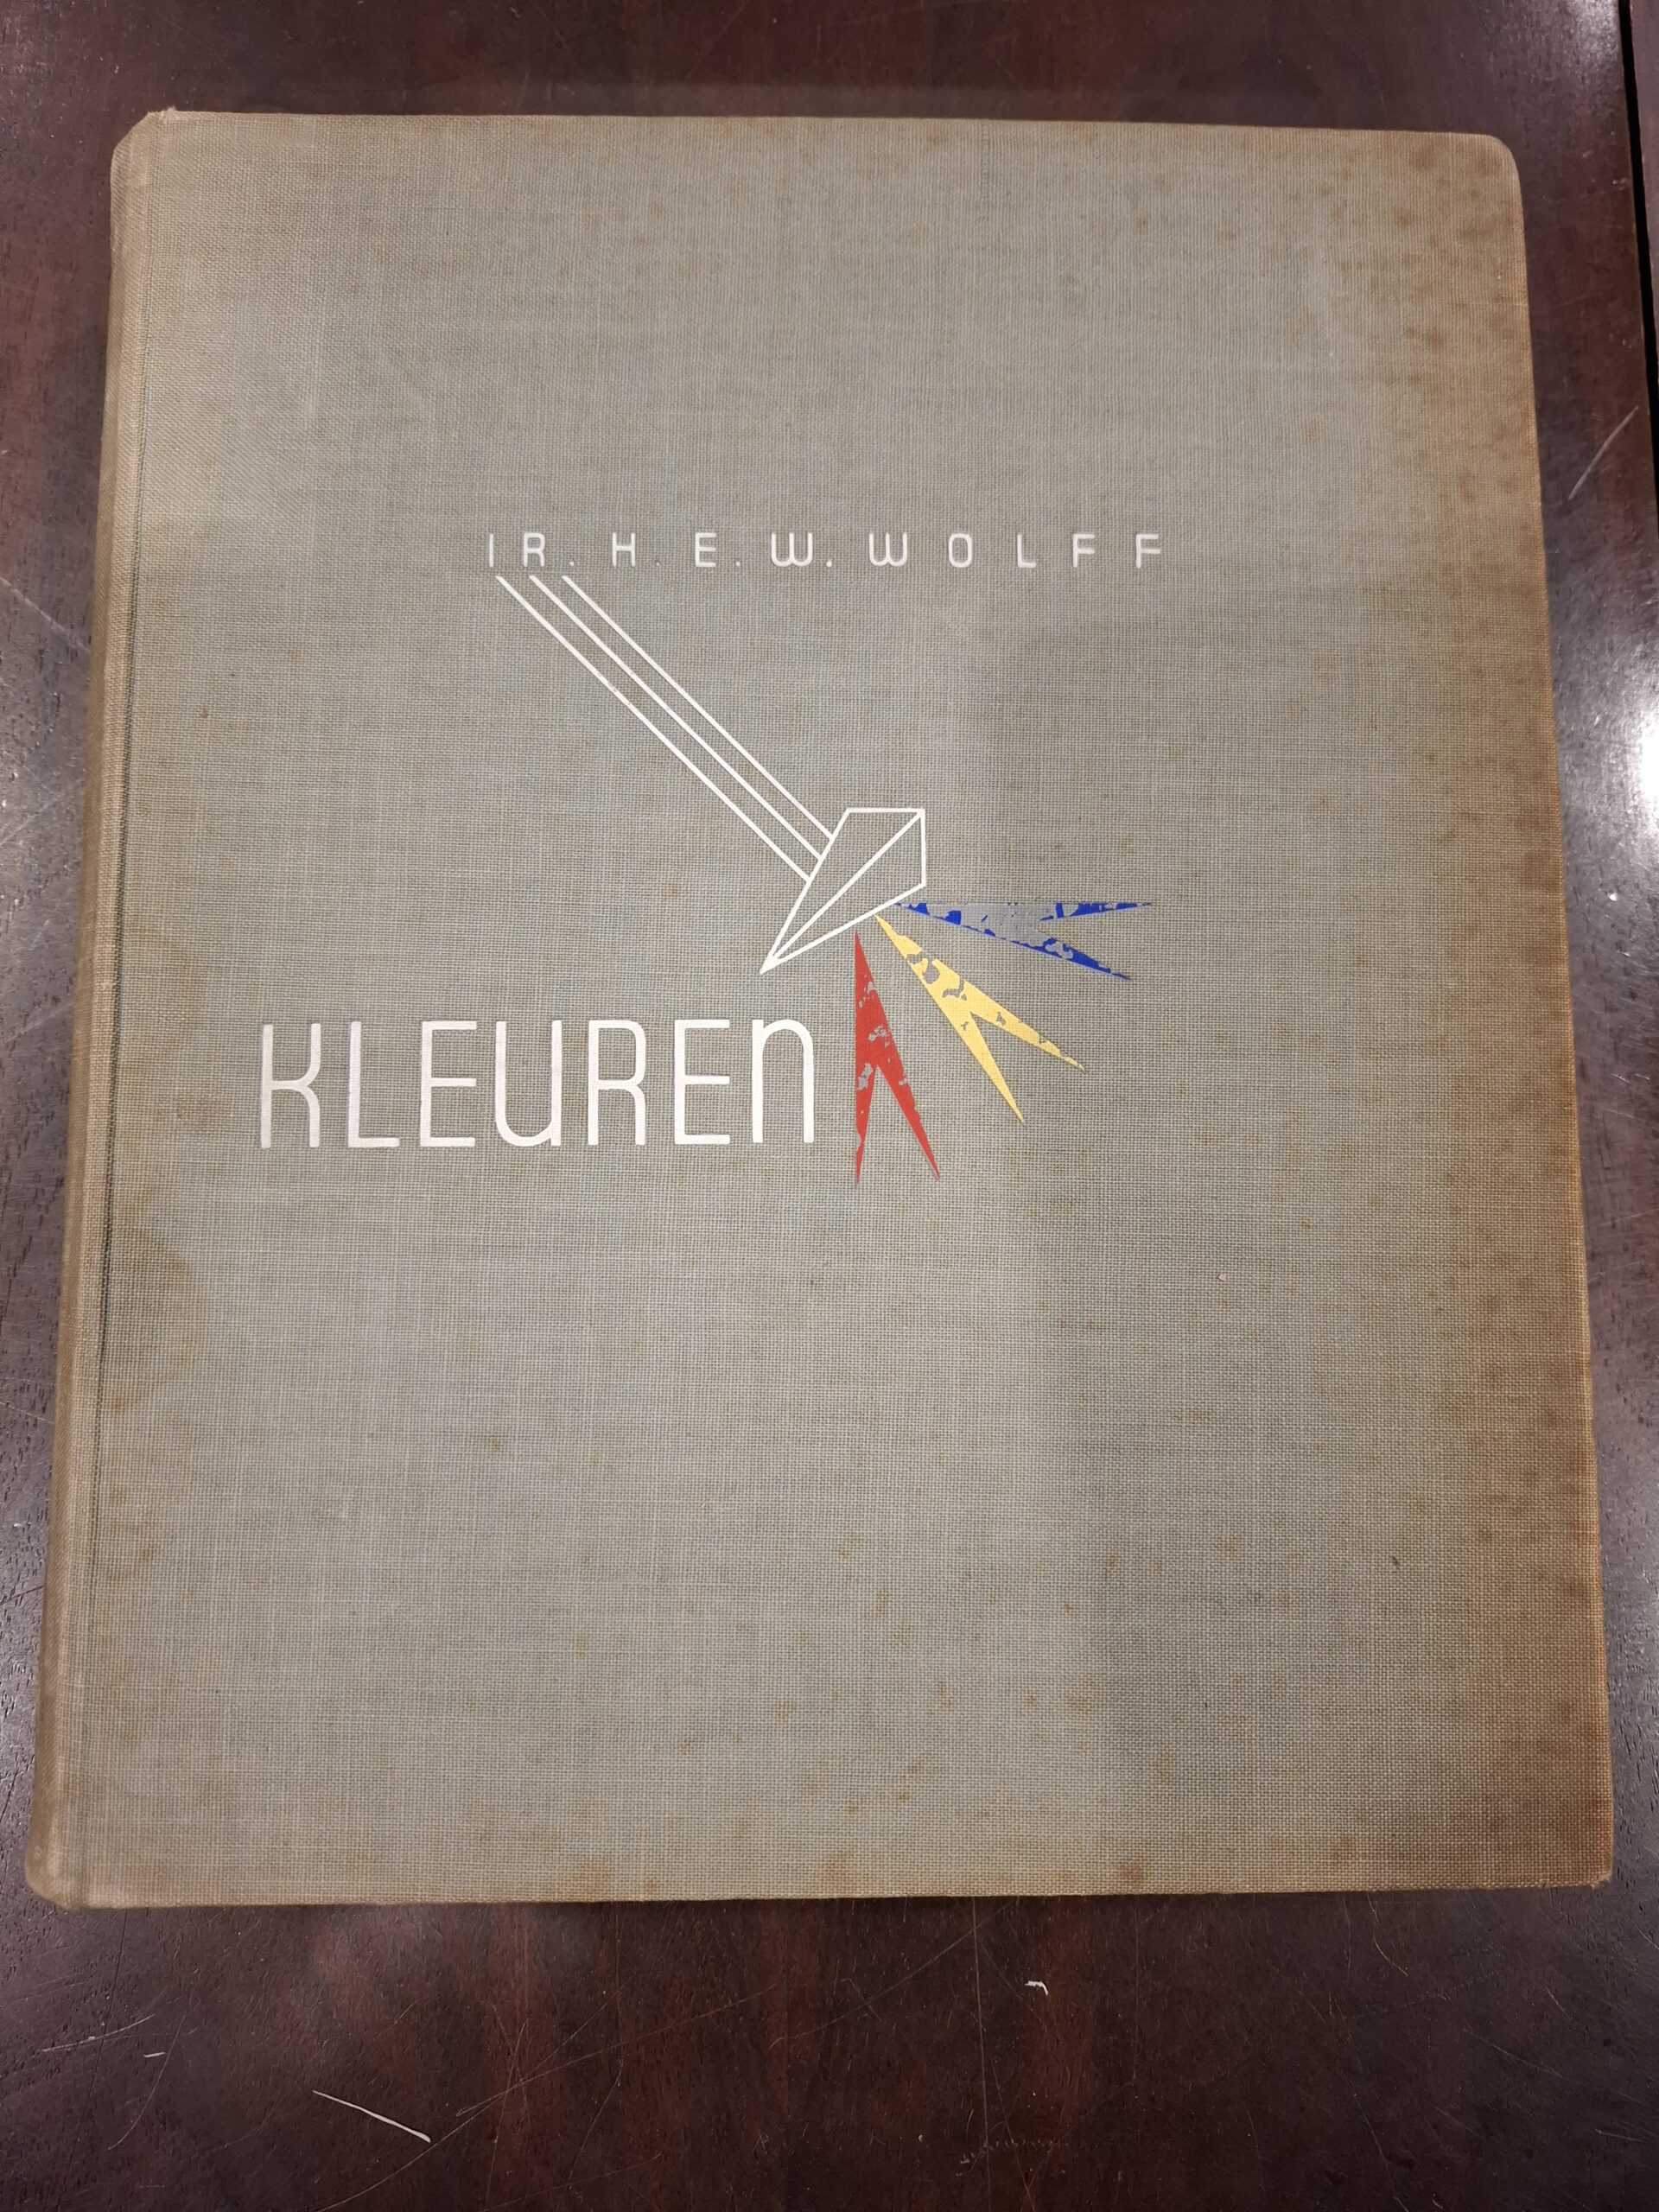 IR. H. E. W. WOLFF
KLEUREN